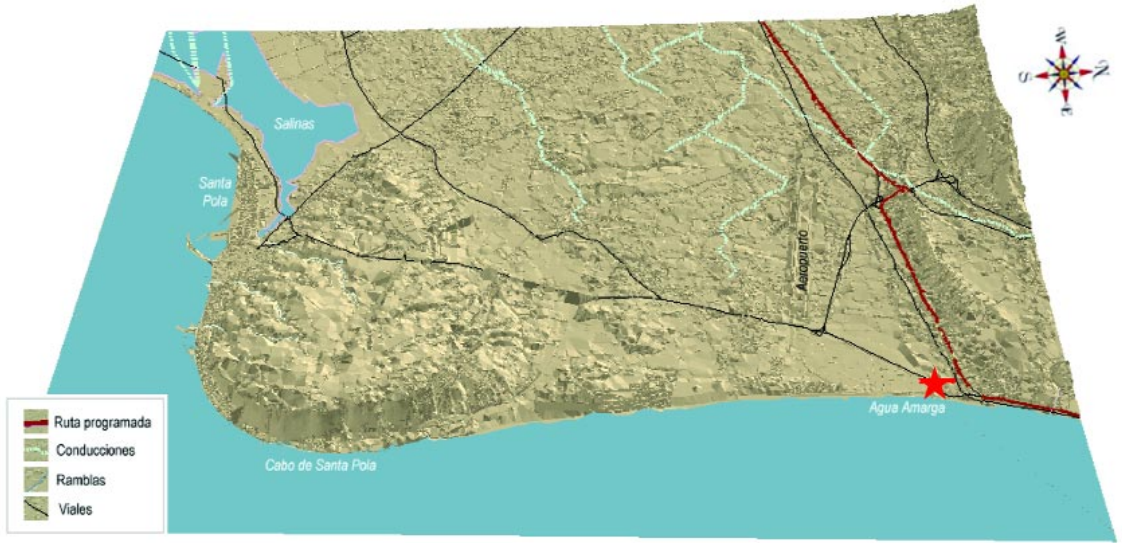 Salinas
Santa
Pola
Aeropuerto
Agua Amarga
Cabo de Santa Pola
Ruta programada
Conducciones
Ramblas
Viales
W
S
N
E